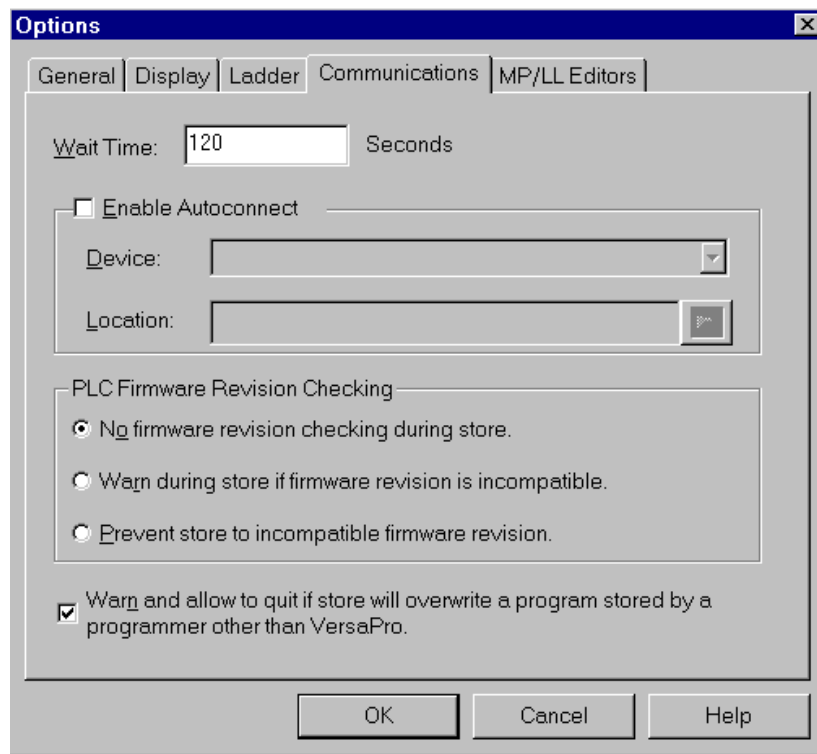 Options
General Display Ladder Communications MP/LL Editors
Wait Time: 120 Seconds
Enable Autoconnect
Device:
Location:
PLC Firmware Revision Checking
No firmware revision checking during store.
Warn during store if firmware revision is incompatible.
Prevent store to incompatible firmware revision.
Warn and allow to quit if store will overwrite a program stored by a
programmer other than VersaPro.
OK Cancel Help